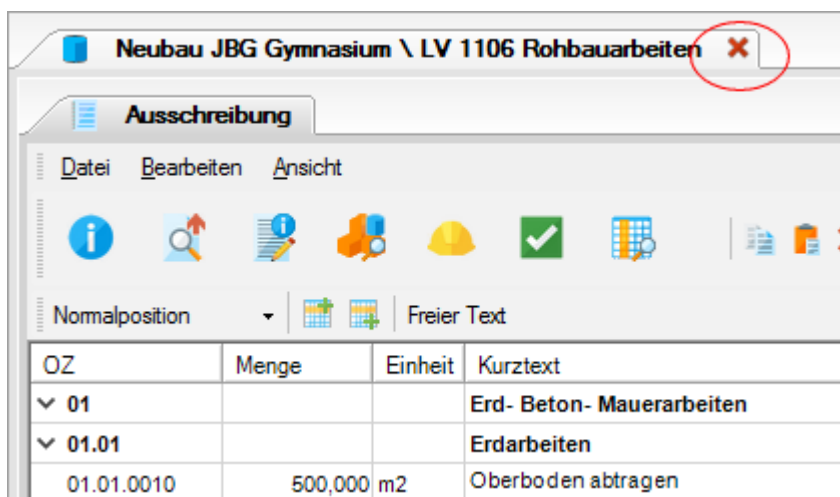 Neubau JBG Gymnasium \ LV 1106 Rohbauarbeiten
Ausschreibung
Datei Bearbeiten Ansicht
Normalposition Freier Text
OZ Menge Einheit Kurztext
01 Erd- Beton- Mauerarbeiten
01.01 Erdarbeiten
01.01.0010 500,000 m2 Oberboden abtragen